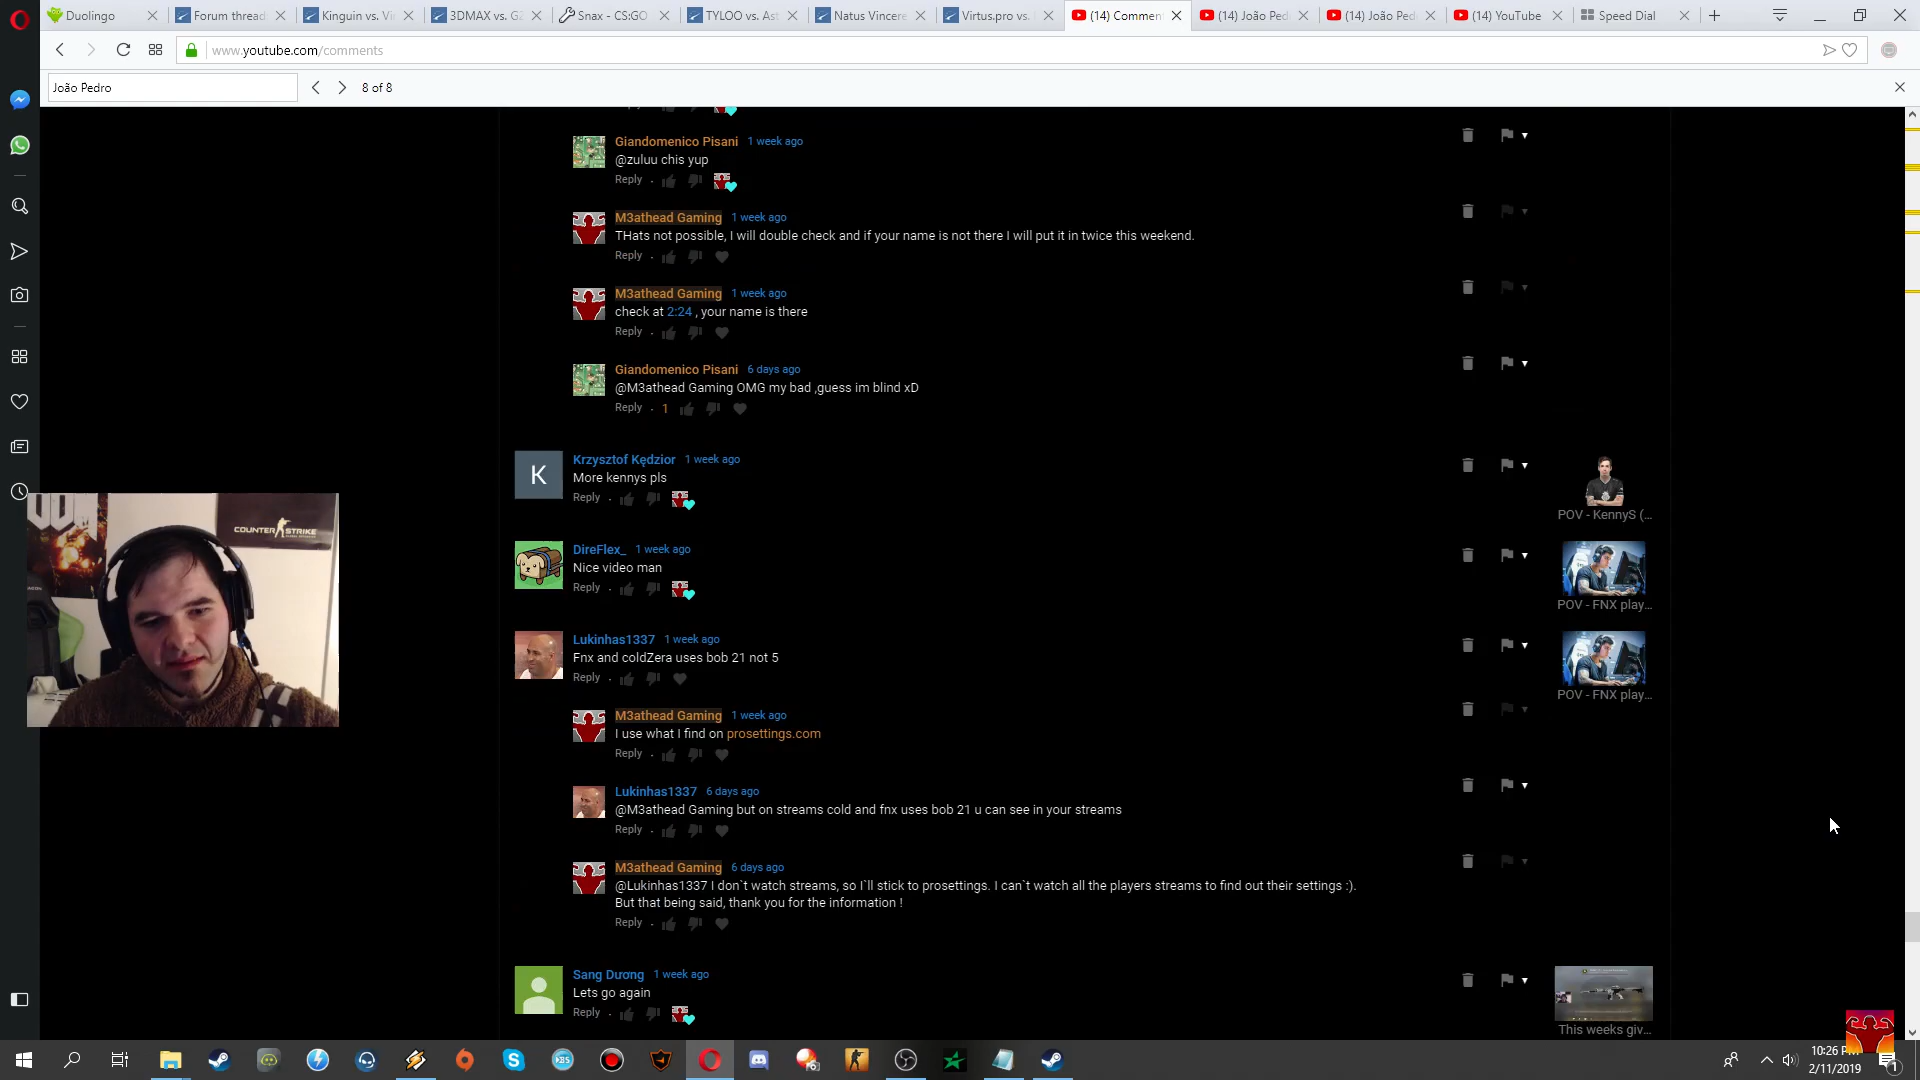 Duolingo
Forum thread
Kinguin vs. Vi
3DMAX vs. G2
Snax - CS:GO
TYLOO vs. Ast
Natus Vincere
Virtus.pro vs.
(14) Comment
(14) João Ped
(14) João Ped
(14) YouTube
Speed Dial
www.youtube.com/comments
João Pedro
8 of 8
Giandomenico Pisani 1 week ago
@zuluu chis yup
Reply
M3athead Gaming 1 week ago
THats not possible, I will double check and if your name is not there I will put it in twice this weekend.
Reply
M3athead Gaming 1 week ago
check at 2:24 , your name is there
Reply
Giandomenico Pisani 6 days ago
@M3athead Gaming OMG my bad ,guess im blind xD
Reply · 1
Krzysztof Kędzior 1 week ago
More kennys pls
Reply
POV - KennyS (...
DireFlex_ 1 week ago
Nice video man
Reply
POV - FNX play...
Lukinhas1337 1 week ago
Fnx and coldZera uses bob 21 not 5
Reply
POV - FNX play...
M3athead Gaming 1 week ago
I use what I find on prosettings.com
Reply
Lukinhas1337 6 days ago
@M3athead Gaming but on streams cold and fnx uses bob 21 u can see in your streams
Reply
M3athead Gaming 6 days ago
@Lukinhas1337 I don`t watch streams, so I`ll stick to prosettings. I can`t watch all the players streams to find out their settings :).
But that being said, thank you for the information !
Reply
K
COUNTER STRIKE
Sang Dương 1 week ago
Lets go again
Reply
This weeks giv...
10:26 P
2/11/2019
1